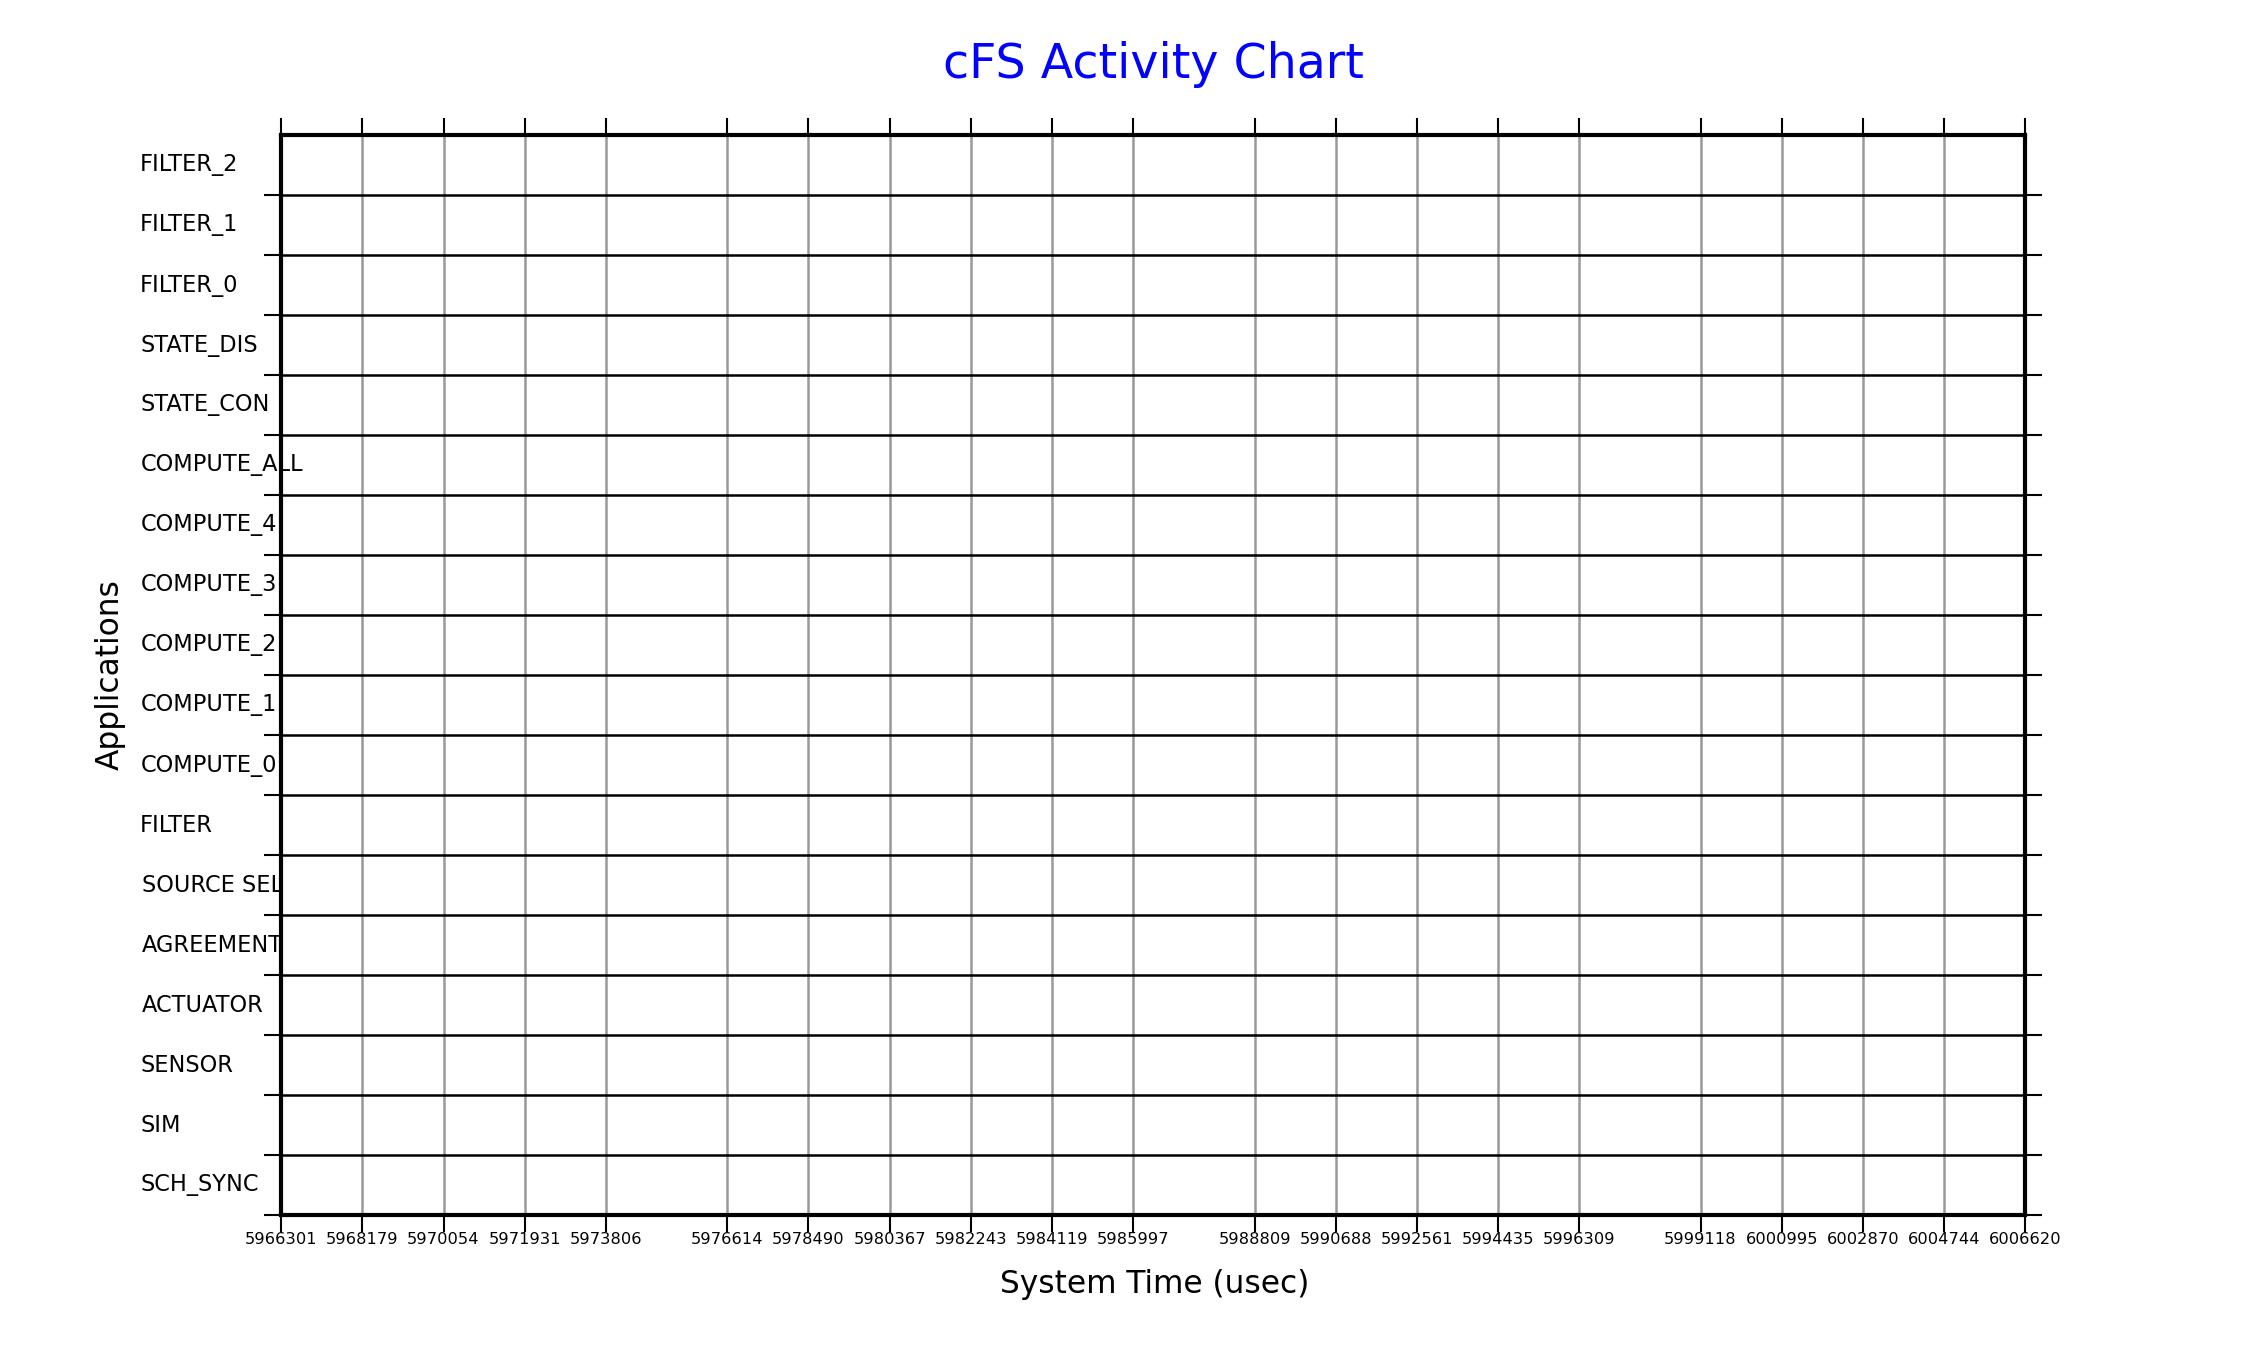 cFS Activity Chart
FILTER_2
FILTER_1
FILTER_0
STATE_DIS
STATE_CON
COMPUTE_ALL
COMPUTE_4
COMPUTE_3
COMPUTE_2
COMPUTE_1
COMPUTE_0
FILTER
SOURCE SEL
AGREEMENT
ACTUATOR
SENSOR
SIM
SCH_SYNC
Applications
5966301 5968179 5970054 5971931 5973806 5976614 5978490 5980367 5982243 5984119 5985997 5988809 5990688 5992561 5994435 5996309 5999118 6000995 6002870 6004744 6006620
System Time (usec)